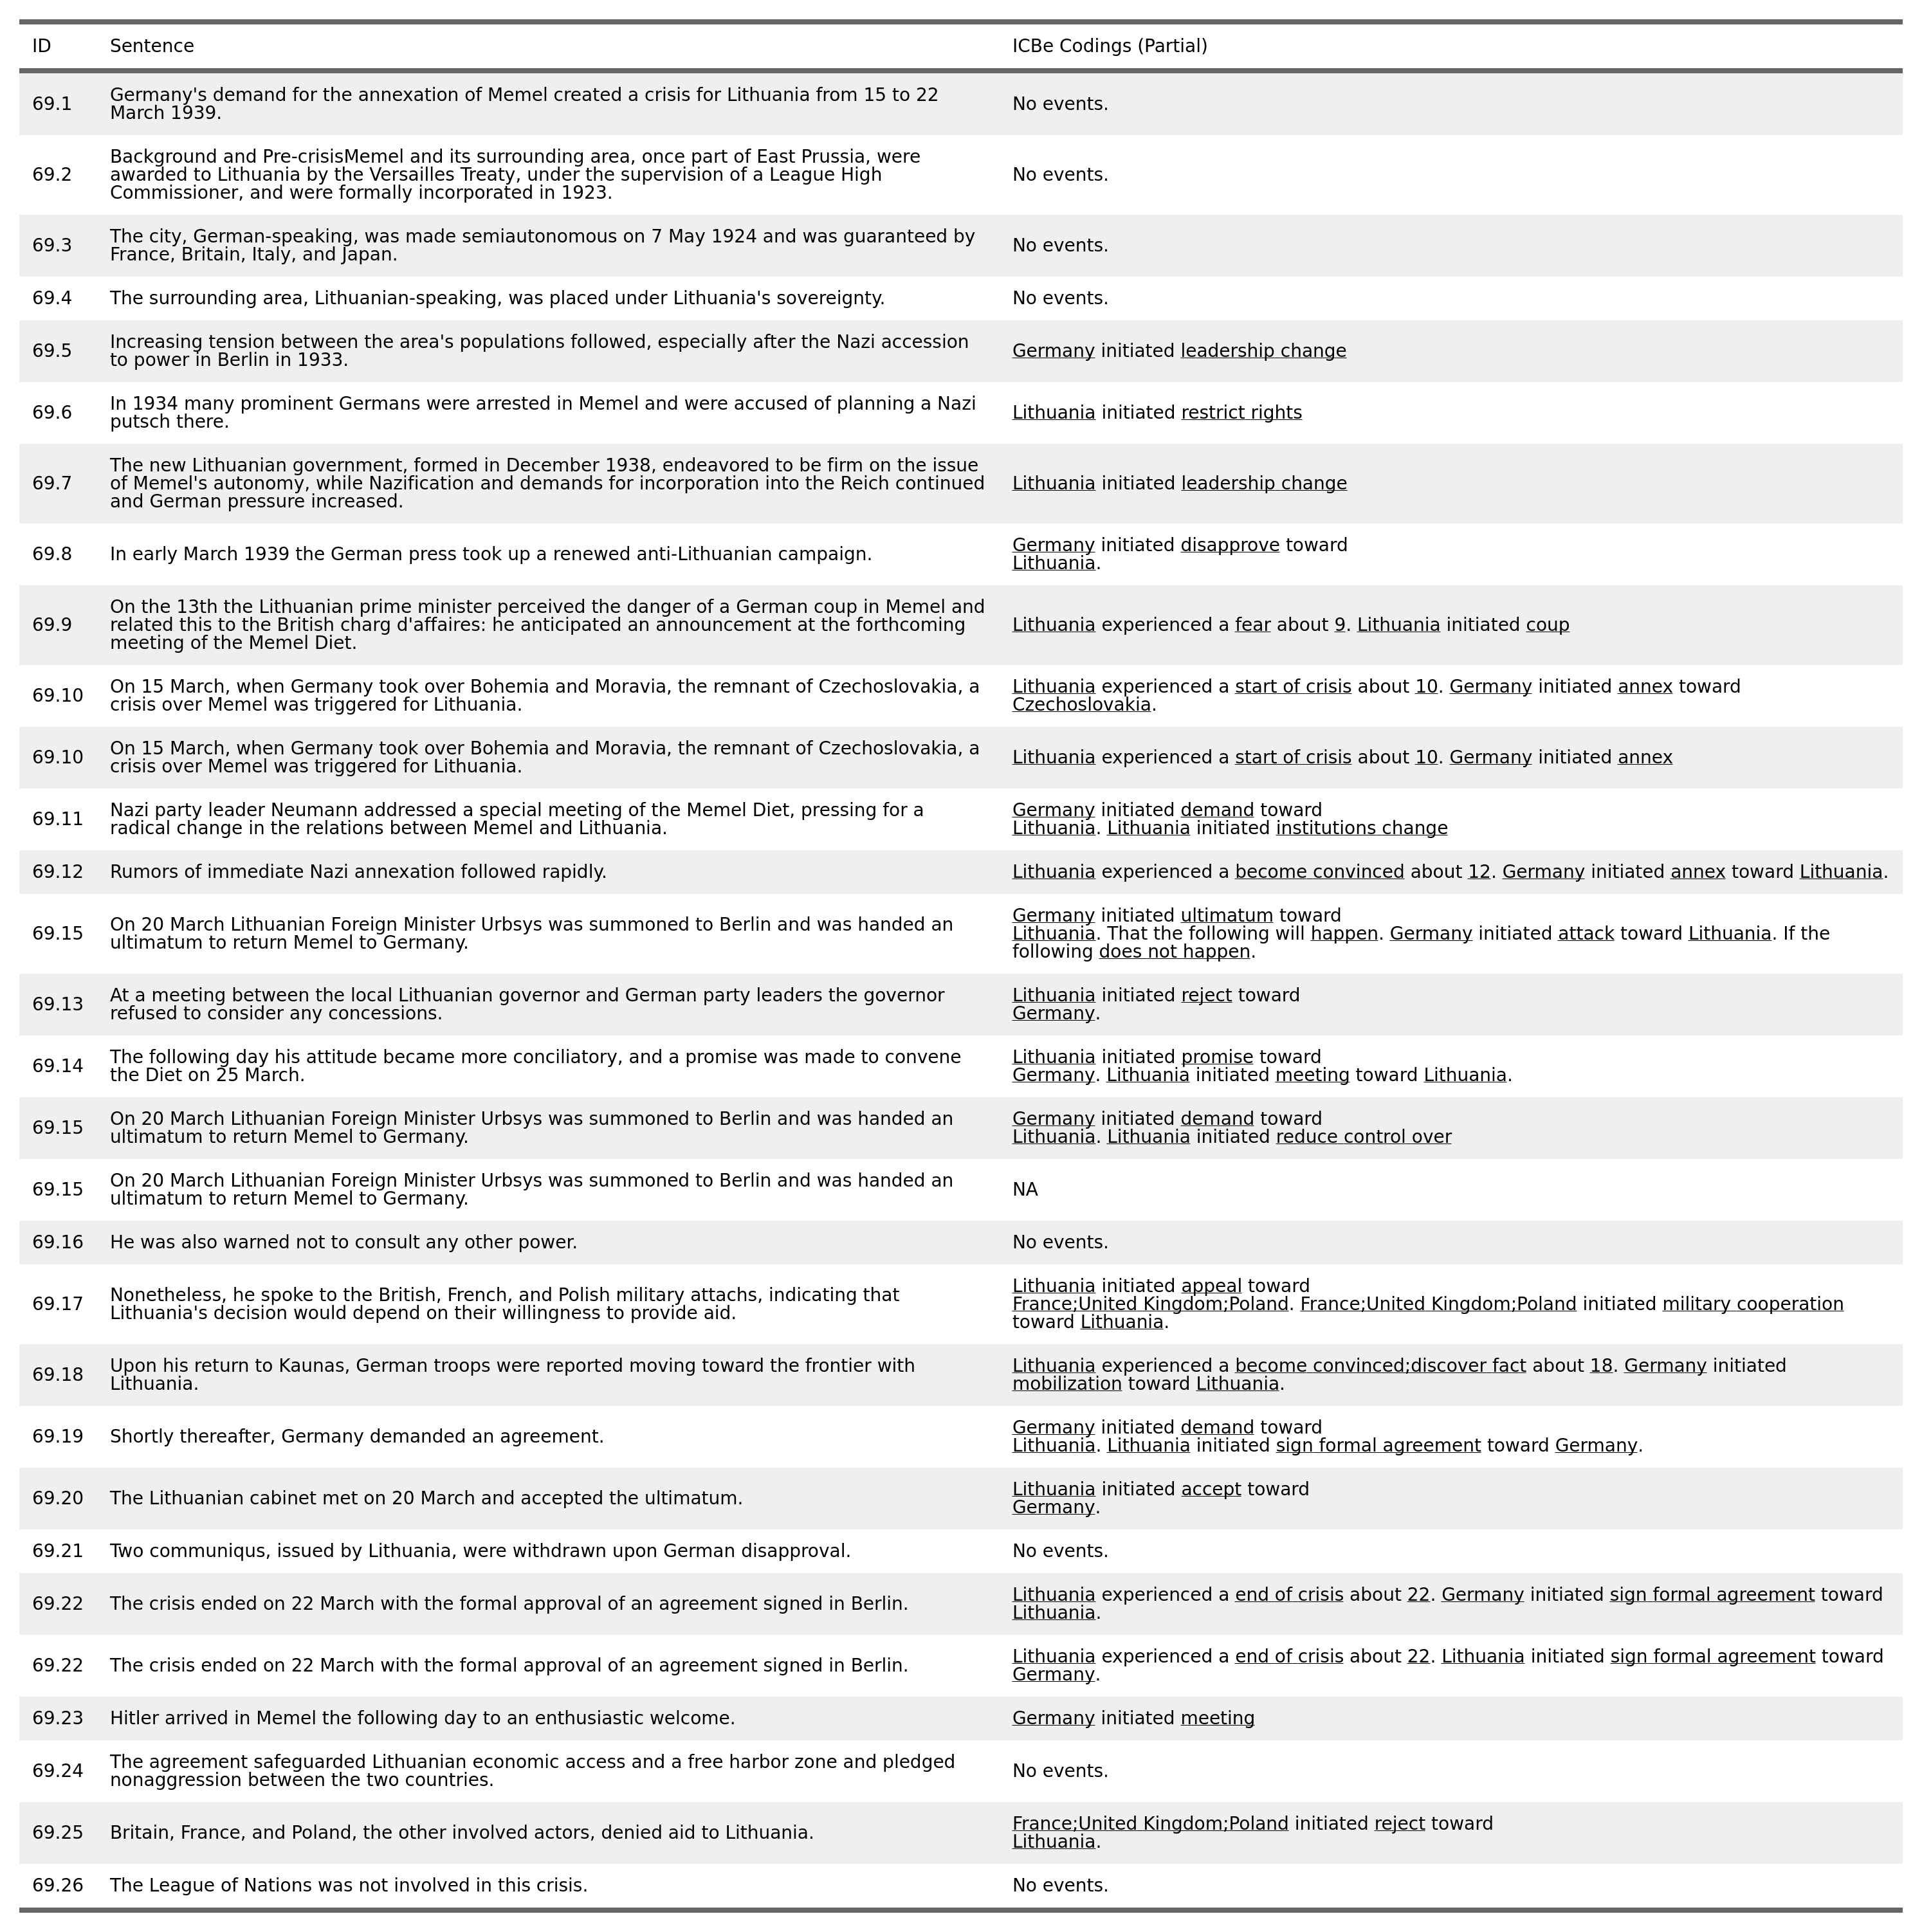 ID Sentence ICBe Codings (Partial)
69.1 Germany's demand for the annexation of Memel created a crisis for Lithuania from 15 to 22
March 1939.
No events.
69.2 Background and Pre-crisisMemel and its surrounding area, once part of East Prussia, were
awarded to Lithuania by the Versailles Treaty, under the supervision of a League High
Commissioner, and were formally incorporated in 1923.
No events.
69.3 The city, German-speaking, was made semiautonomous on 7 May 1924 and was guaranteed by
France, Britain, Italy, and Japan.
No events.
69.4 The surrounding area, Lithuanian-speaking, was placed under Lithuania's sovereignty.
No events.
69.5 Increasing tension between the area's populations followed, especially after the Nazi accession
to power in Berlin in 1933.
Germany initiated leadership change
69.6 In 1934 many prominent Germans were arrested in Memel and were accused of planning a Nazi
putsch there.
Lithuania initiated restrict rights
69.7 The new Lithuanian government, formed in December 1938, endeavored to be firm on the issue
of Memel's autonomy, while Nazification and demands for incorporation into the Reich continued
and German pressure increased.
Lithuania initiated leadership change
69.8 In early March 1939 the German press took up a renewed anti-Lithuanian campaign.
Germany initiated disapprove toward
Lithuania.
69.9 On the 13th the Lithuanian prime minister perceived the danger of a German coup in Memel and
related this to the British charg d'affaires: he anticipated an announcement at the forthcoming
meeting of the Memel Diet.
Lithuania experienced a fear about 9. Lithuania initiated coup
69.10 On 15 March, when Germany took over Bohemia and Moravia, the remnant of Czechoslovakia, a
crisis over Memel was triggered for Lithuania.
Lithuania experienced a start of crisis about 10. Germany initiated annex toward
Czechoslovakia.
69.10 On 15 March, when Germany took over Bohemia and Moravia, the remnant of Czechoslovakia, a
crisis over Memel was triggered for Lithuania.
Lithuania experienced a start of crisis about 10. Germany initiated annex
69.11 Nazi party leader Neumann addressed a special meeting of the Memel Diet, pressing for a
radical change in the relations between Memel and Lithuania.
Germany initiated demand toward
Lithuania. Lithuania initiated institutions change
69.12 Rumors of immediate Nazi annexation followed rapidly.
Lithuania experienced a become convinced about 12. Germany initiated annex toward Lithuania.
69.15 On 20 March Lithuanian Foreign Minister Urbsys was summoned to Berlin and was handed an
ultimatum to return Memel to Germany.
Germany initiated ultimatum toward
Lithuania. That the following will happen. Germany initiated attack toward Lithuania. If the
following does not happen.
69.13 At a meeting between the local Lithuanian governor and German party leaders the governor
refused to consider any concessions.
Lithuania initiated reject toward
Germany.
69.14 The following day his attitude became more conciliatory, and a promise was made to convene
the Diet on 25 March.
Lithuania initiated promise toward
Germany. Lithuania initiated meeting toward Lithuania.
69.15 On 20 March Lithuanian Foreign Minister Urbsys was summoned to Berlin and was handed an
ultimatum to return Memel to Germany.
Germany initiated demand toward
Lithuania. Lithuania initiated reduce control over
69.15 On 20 March Lithuanian Foreign Minister Urbsys was summoned to Berlin and was handed an
ultimatum to return Memel to Germany.
NA
69.16 He was also warned not to consult any other power.
No events.
69.17 Nonetheless, he spoke to the British, French, and Polish military attachs, indicating that
Lithuania's decision would depend on their willingness to provide aid.
Lithuania initiated appeal toward
France;United Kingdom;Poland. France;United Kingdom;Poland initiated military cooperation
toward Lithuania.
69.18 Upon his return to Kaunas, German troops were reported moving toward the frontier with
Lithuania.
Lithuania experienced a become convinced;discover fact about 18. Germany initiated
mobilization toward Lithuania.
69.19 Shortly thereafter, Germany demanded an agreement.
Germany initiated demand toward
Lithuania. Lithuania initiated sign formal agreement toward Germany.
69.20 The Lithuanian cabinet met on 20 March and accepted the ultimatum.
Lithuania initiated accept toward
Germany.
69.21 Two communiqus, issued by Lithuania, were withdrawn upon German disapproval.
No events.
69.22 The crisis ended on 22 March with the formal approval of an agreement signed in Berlin.
Lithuania experienced a end of crisis about 22. Germany initiated sign formal agreement toward
Lithuania.
69.22 The crisis ended on 22 March with the formal approval of an agreement signed in Berlin.
Lithuania experienced a end of crisis about 22. Lithuania initiated sign formal agreement toward
Germany.
69.23 Hitler arrived in Memel the following day to an enthusiastic welcome.
Germany initiated meeting
69.24 The agreement safeguarded Lithuanian economic access and a free harbor zone and pledged
nonaggression between the two countries.
No events.
69.25 Britain, France, and Poland, the other involved actors, denied aid to Lithuania.
France;United Kingdom;Poland initiated reject toward
Lithuania.
69.26 The League of Nations was not involved in this crisis.
No events.